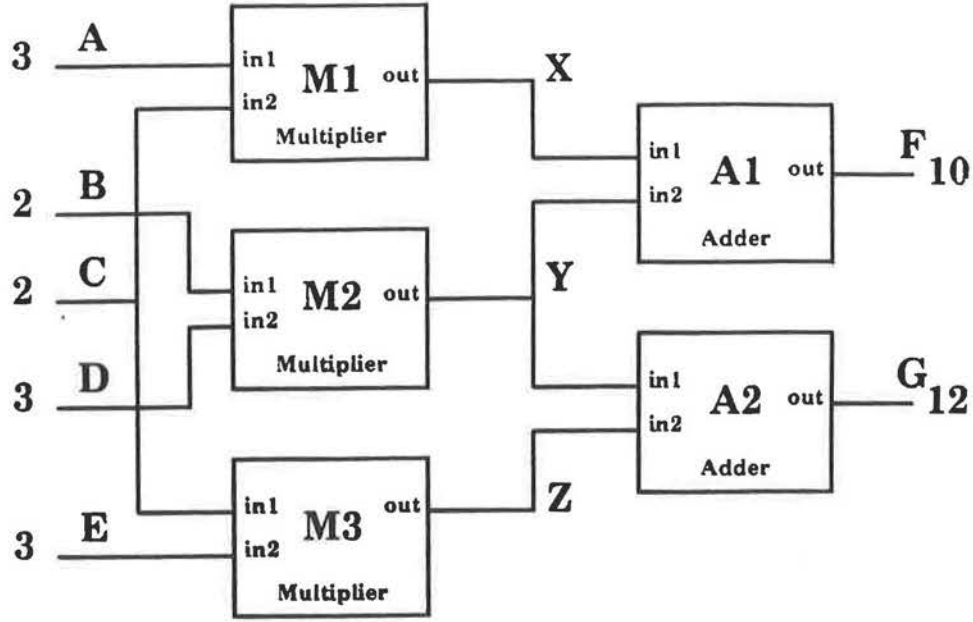 3 A
in1 M1 out
in2
Multiplier
X
in1 A1 out
in2
Adder
F 10
2 B
2 C
in1 M2 out
in2
Multiplier
Y
3 D
in1 A2 out
in2
Adder
G 12
in1 M3 out
in2
Multiplier
Z
3 E